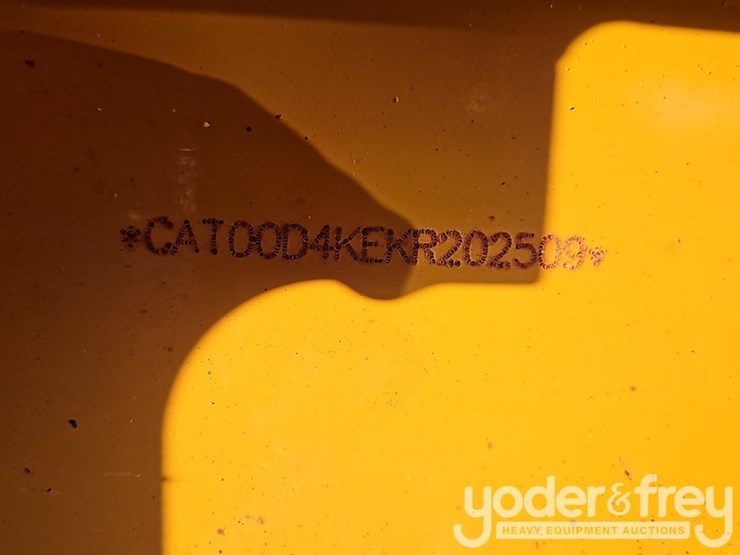 *CAT00D4KEKR202509*
yoder&frey
HEAVY EQUIPMENT AUCTIONS